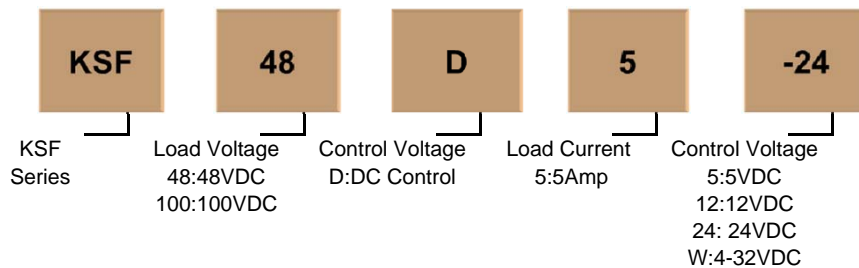 KSF 48 D 5 -24
KSF Load Voltage Control Voltage Load Current Control Voltage
Series 48:48VDC D:DC Control 5:5Amp 5:5VDC
100:100VDC 12:12VDC
24: 24VDC
W:4-32VDC